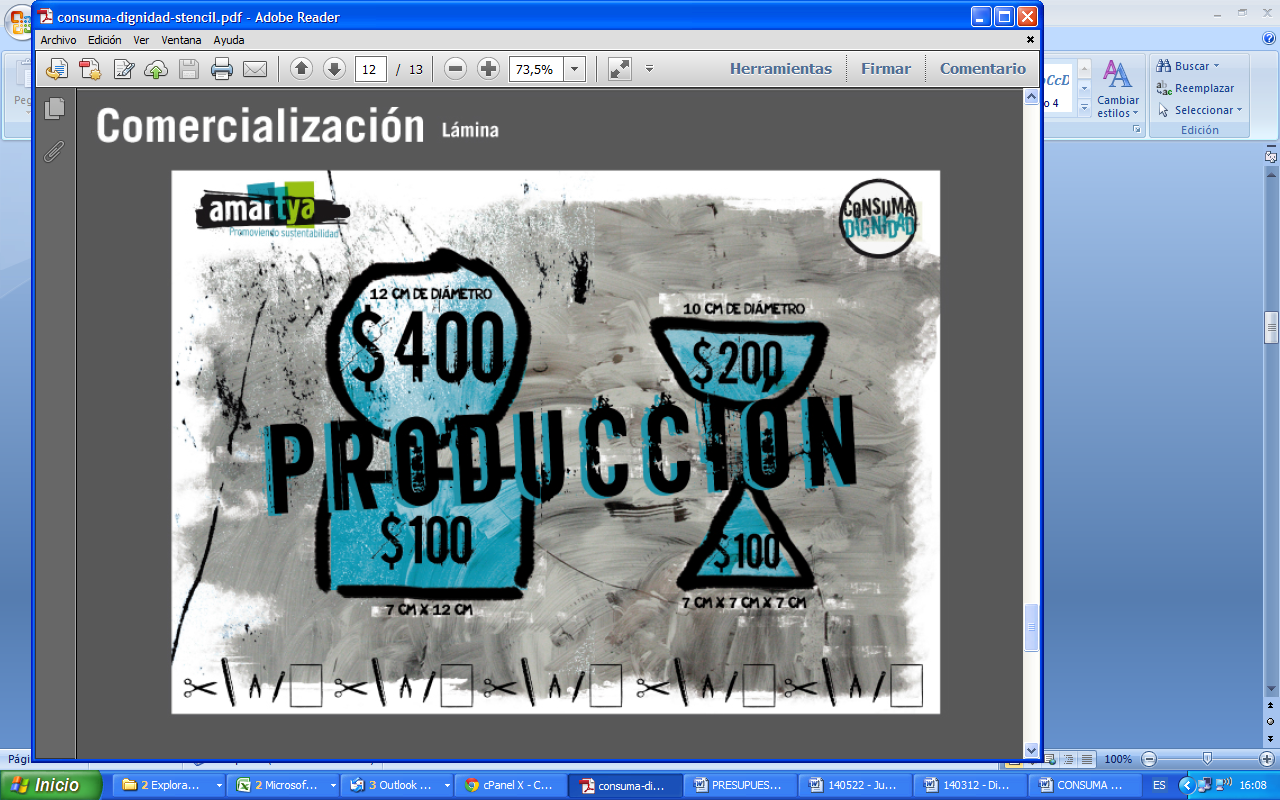 consuma-dignidad-stencil.pdf - Adobe Reader
Archivo Edición Ver Ventana Ayuda
12 / 13 73,5% Herramientas Firmar Comentario
Buscar
Reemplazar
Seleccionar
Edición
Cambiar
estilos
Comercialización Lámina
amartya
Promoviendo sustentabilidad
CONSUMA
DIGNIDAD
12 CM DE DIÁMETRO
$400
10 CM DE DIÁMETRO
$200
PRODUCCION
$100
7 CM X 12 CM
$100
7 CM X 7 CM X 7 CM
100%
Inicio 2 Explora... 2 Microsof... 3 Outlook ... cPanel X - C... consuma-di... PRESUPUES... 140522 - Ju... 140312 - Di... CONSUMA ... ES 16:08